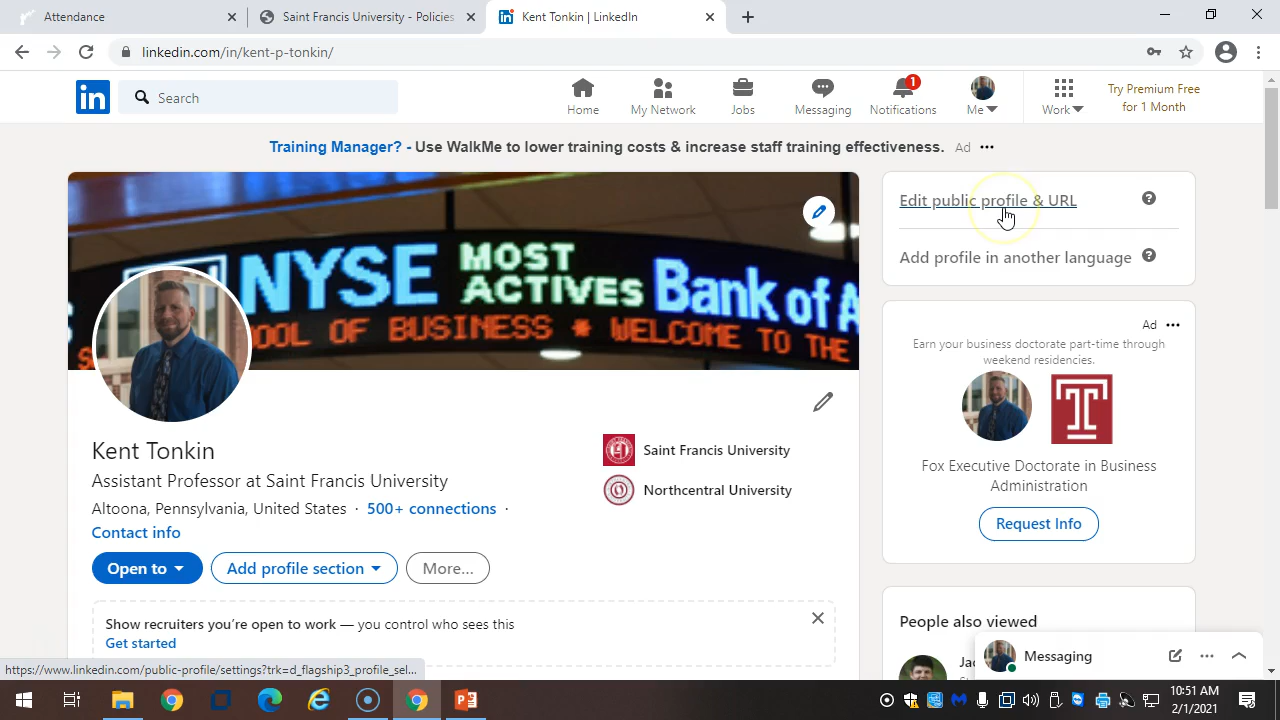 Attendance
Saint Francis University - Policies
Kent Tonkin | LinkedIn
linkedin.com/in/kent-p-tonkin/
in
Search
Home
My Network
Jobs
Messaging
1
Notifications
Me
Work
Try Premium Free
for 1 Month
Training Manager? - Use WalkMe to lower training costs & increase staff training effectiveness. Ad
Edit public profile & URL
Add profile in another language
NYSE MOST ACTIVES Bank of A
OOL OF BUSINESS * WELCOME TO THE
Ad
Earn your business doctorate part-time through
weekend residencies.
Fox Executive Doctorate in Business
Administration
Request Info
Kent Tonkin
Assistant Professor at Saint Francis University
Altoona, Pennsylvania, United States · 500+ connections ·
Contact info
Saint Francis University
Northcentral University
Open to
Add profile section
More...
Show recruiters you're open to work — you control who sees this
Get started
People also viewed
Messaging
https://www.linkedin.com/public-profile/settings?trk=d_flagship3_profile_sel...
10:51 AM
2/1/2021